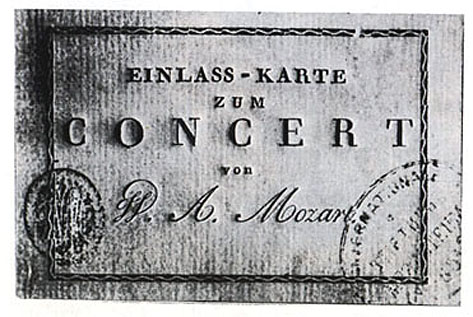 EINLASS-KARTE
ZUM
CONCERT
von
W. A. Mozart.